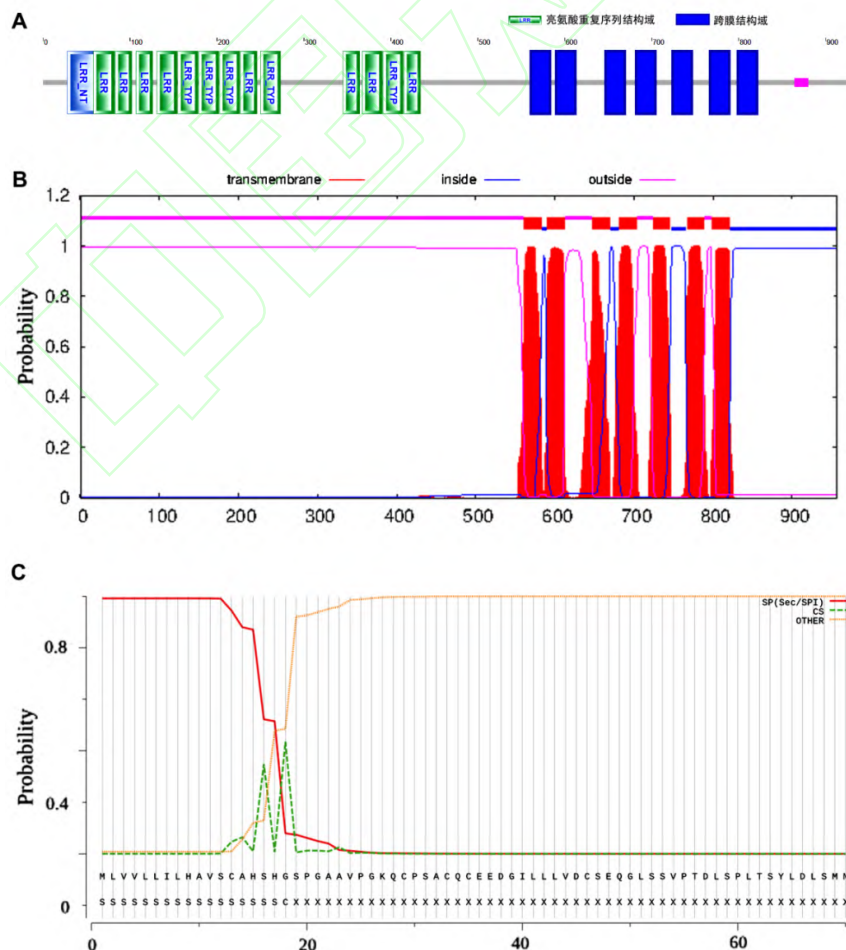 A
LRR 亮氨酸重复序列结构域 跨膜结构域
0 100 200 300 400 500 600 700 800 900
LRR_NT LRR LRR LRR LRR LRR_TYP LRR_TYP LRR_TYP LRR LRR_TYP LRR LRR LRR_TYP LRR
B
transmembrane inside outside
1.2
1
0.8
0.6
0.4
0.2
0
Probability
0 100 200 300 400 500 600 700 800 900
C
SP(Sec/SPI)
CS
OTHER
0.8
0.4
0
Probability
M L V V L L I L H A V S C A H S H G S P G A A V P G K Q C P S A C Q C E E D G I L L L V D C S E Q G L S S V P T D L S P L T S Y L D L S M N
S S S S S S S S S S S S S S S S S C X X X X X X X X X X X X X X X X X X X X X X X X X X X X X X X X X X X X X X X X X X X X X X X X X X X X
0 20 40 60